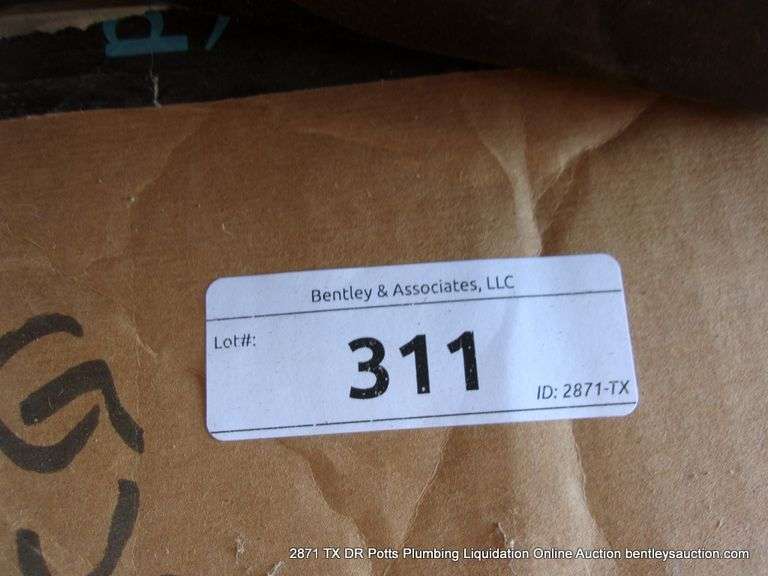 Bentley & Associates, LLC
Lot#:
311
ID: 2871-TX
G
2871 TX DR Potts Plumbing Liquidation Online Auction bentleysauction.com